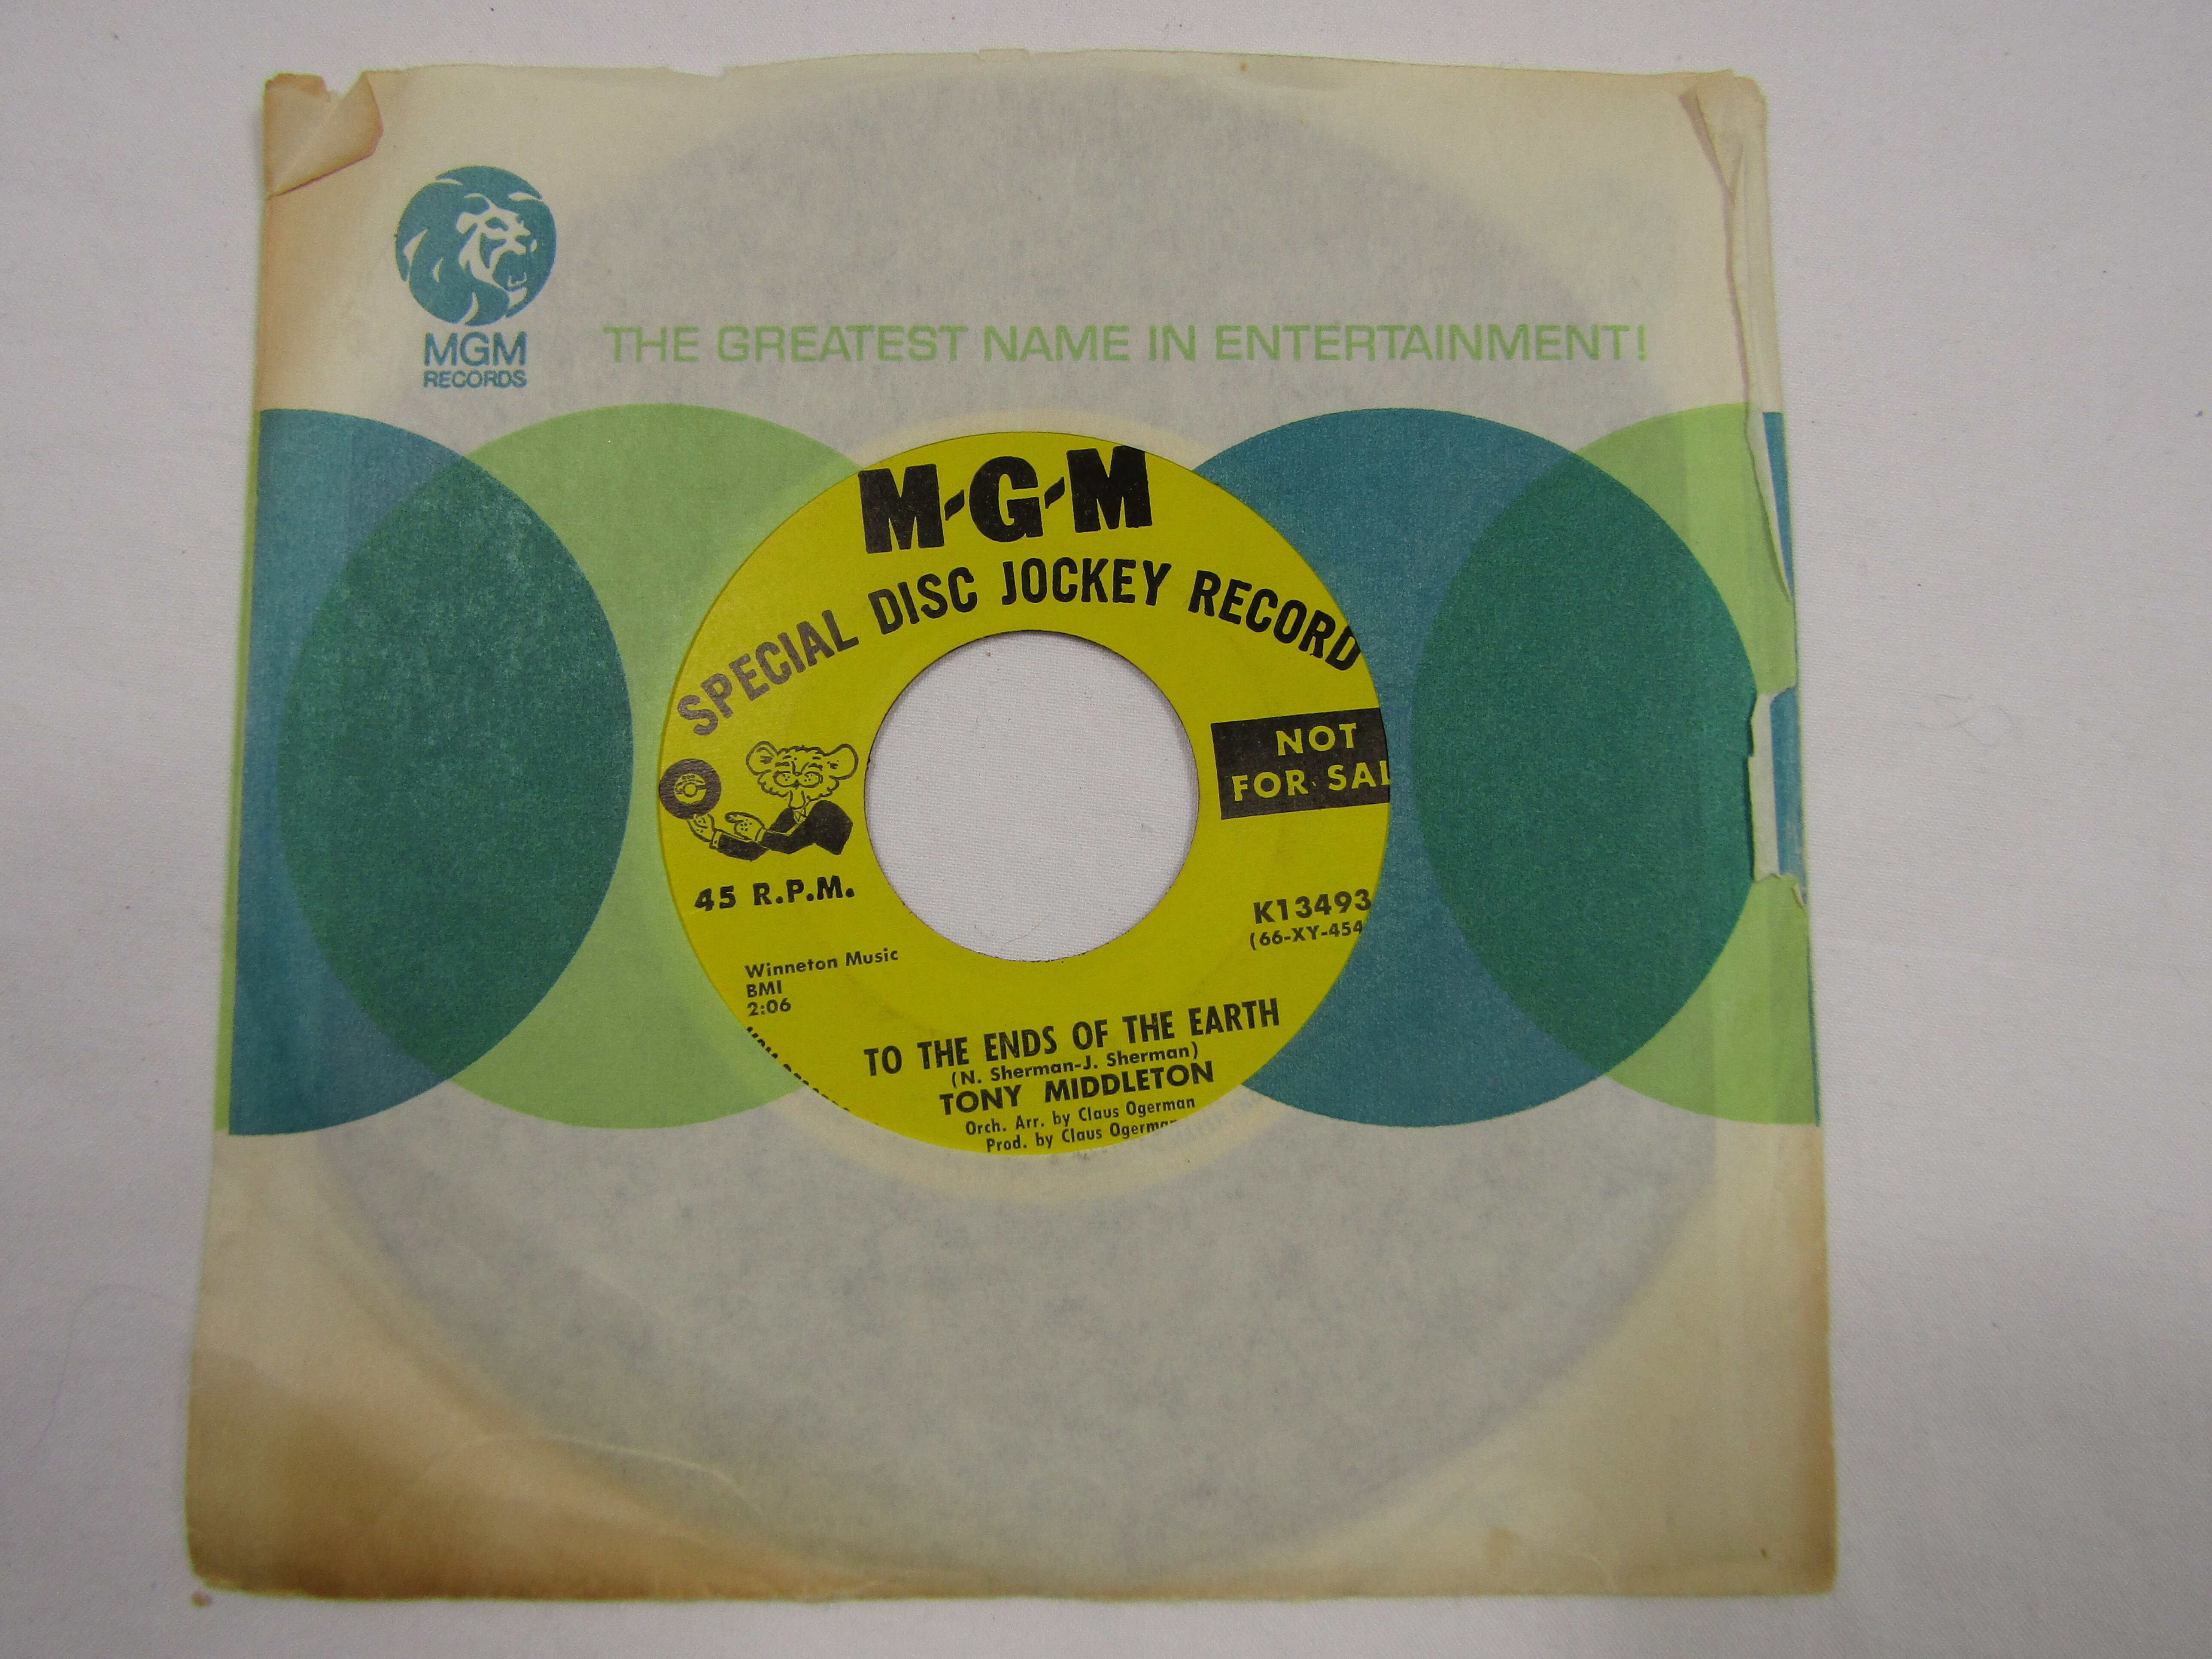 MGM
RECORDS
THE GREATEST NAME IN ENTERTAINMENT!
M-G-M
SPECIAL DISC JOCKEY RECORD
NOT
FOR SAL
45 R.P.M.
K13493
(66-XY-454
Winneton Music
BMI
2:06
TO THE ENDS OF THE EARTH
(N. Sherman-J. Sherman)
TONY MIDDLETON
Orch. Arr. by Claus Ogerman
Prod. by Claus Ogerman